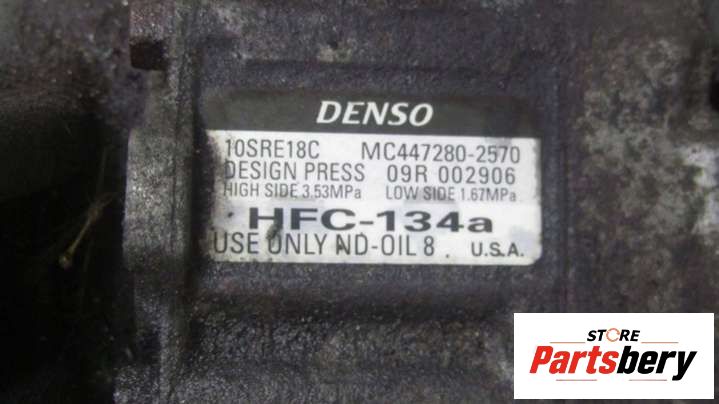 DENSO
10SRE18C MC447280-2570
DESIGN PRESS 09R 002906
HIGH SIDE 3.53MPa LOW SIDE 1.67MPa
HFC-134a
USE ONLY ND-OIL 8 U.S.A.
STORE
Partsbery